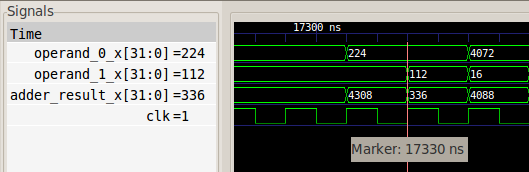 Signals
Time
operand_0_x[31:0]=224
operand_1_x[31:0]=112
adder_result_x[31:0]=336
clk=1
17300 ns
224 4072
112 16
4308 336 4088
Marker: 17330 ns